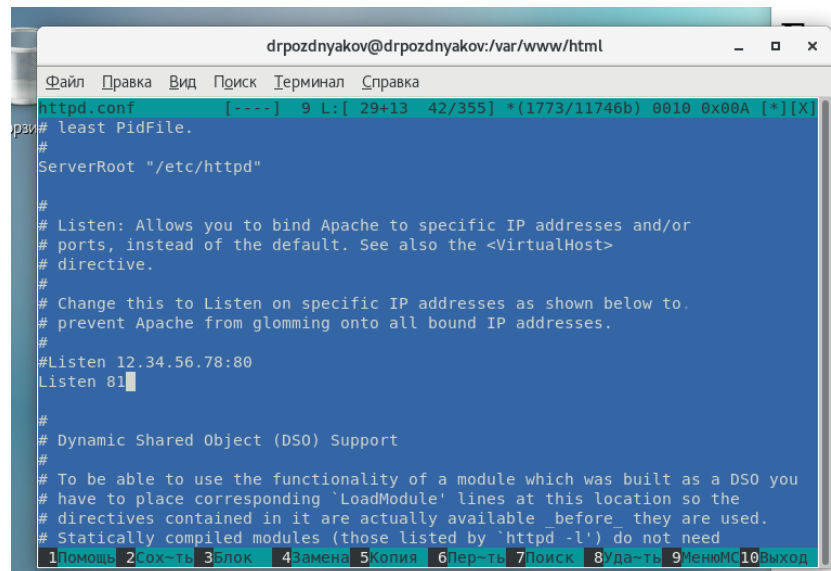 drpozdnyakov@drpozdnyakov:/var/www/html
Файл Правка Вид Поиск Терминал Справка
httpd.conf [----] 9 L:[ 29+13 42/355] *(1773/11746b) 0010 0x00A [*][X]
# least PidFile.
#
ServerRoot "/etc/httpd"
#
# Listen: Allows you to bind Apache to specific IP addresses and/or
# ports, instead of the default. See also the <VirtualHost>
# directive.
#
# Change this to Listen on specific IP addresses as shown below to.
# prevent Apache from glomming onto all bound IP addresses.
#
#Listen 12.34.56.78:80
Listen 81
#
# Dynamic Shared Object (DSO) Support
#
# To be able to use the functionality of a module which was built as a DSO you
# have to place corresponding `LoadModule' lines at this location so the
# directives contained in it are actually available _before_ they are used.
# Statically compiled modules (those listed by `httpd -l') do not need
1Помощь 2Сох~ть 3Блок 4Замена 5Копия 6Пер~ть 7Поиск 8Уда~ть 9МенюMC 10Выход